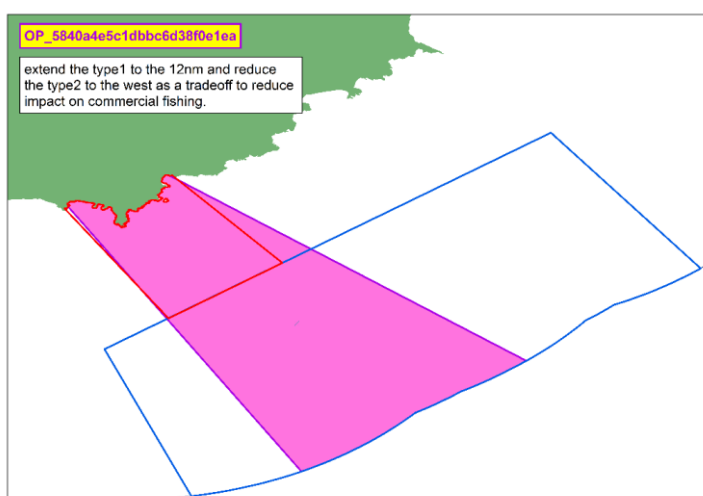 OP_5840a4e5c1dbbc6d38f0e1ea
extend the type1 to the 12nm and reduce
the type2 to the west as a tradeoff to reduce
impact on commercial fishing.